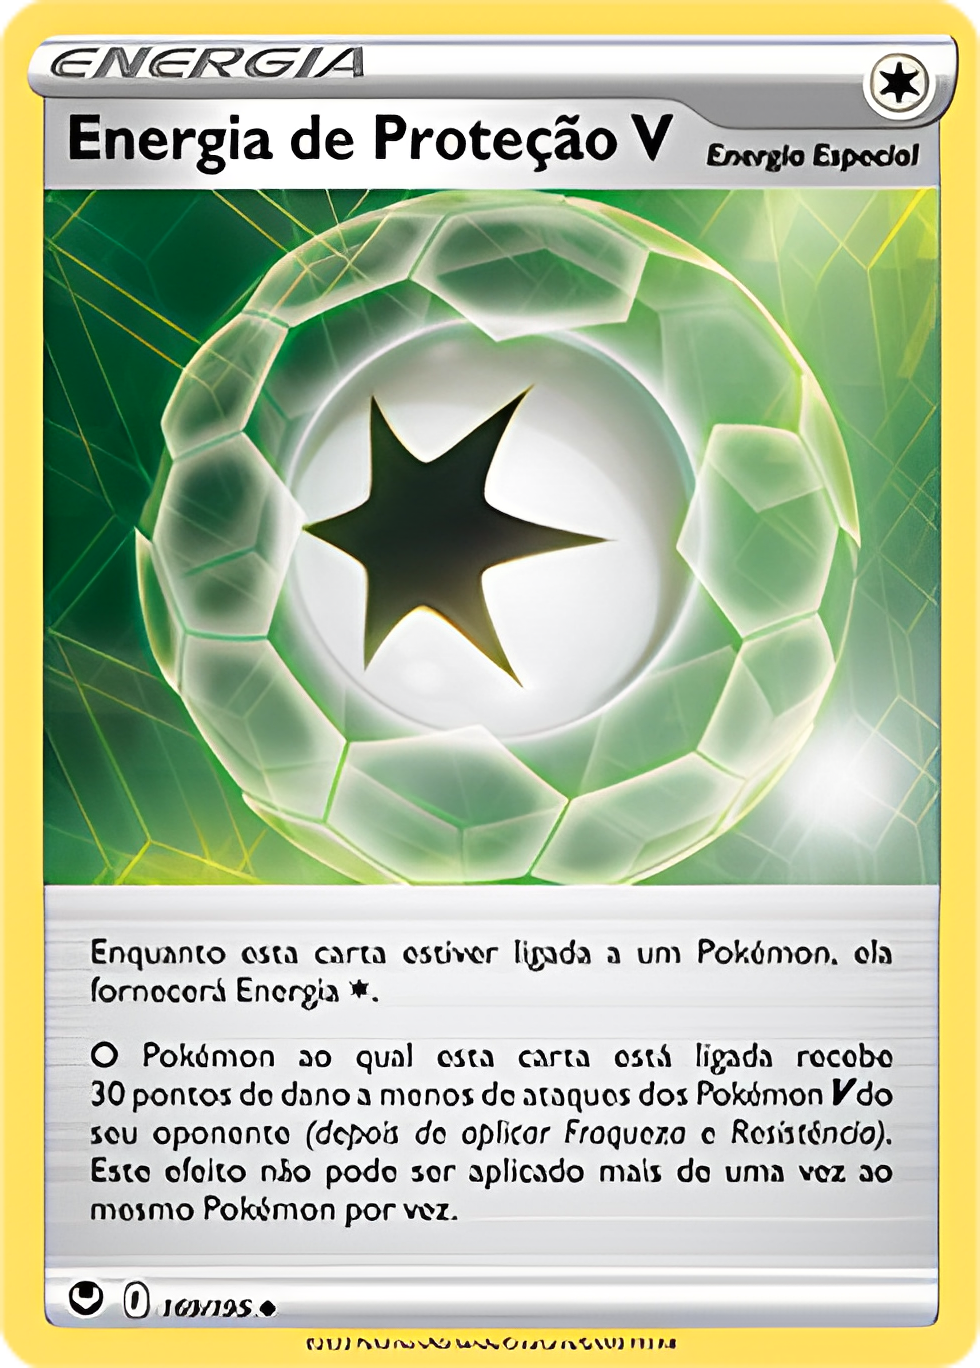 ENERGIA
Energia de Proteção V
Energia Especial
Enquanto esta carta estiver ligada a um Pokémon, ela
fornecerá Energia.
O Pokémon ao qual esta carta está ligada recebe
30 pontos de dano a menos de ataques dos Pokémon V do
seu oponente (depois de aplicar Fraqueza e Resistência).
Este efeito não pode ser aplicado mais de uma vez ao
mesmo Pokémon por vez.